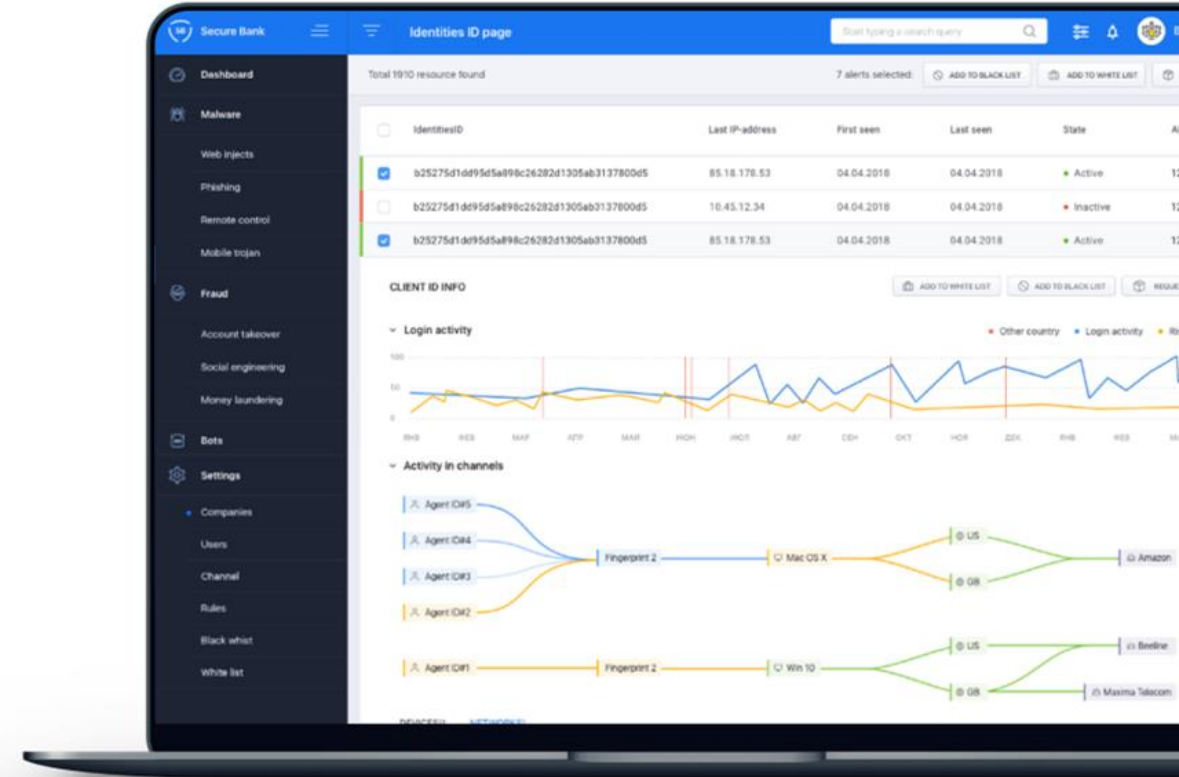 Secure Bank
Identities ID page
Start typing a search query
Dashboard
Malware
Web injects
Phishing
Remote control
Mobile trojan
Fraud
Account takeover
Social engineering
Money laundering
Bots
Settings
Companies
Users
Channel
Rules
Black whist
White list
Total 1910 resource found
7 alerts selected:
ADD TO BLACK LIST
ADD TO WHITE LIST
IdentitiesID Last IP-address First seen Last seen State
b25275d1dd95d5a898c26282d1305ab3137800d5 85.18.178.53 04.04.2018 04.04.2018 Active
b25275d1dd95d5a898c26282d1305ab3137800d5 10.45.12.34 04.04.2018 04.04.2018 Inactive
b25275d1dd95d5a898c26282d1305ab3137800d5 85.18.178.53 04.04.2018 04.04.2018 Active
CLIENT ID INFO
ADD TO WHITE LIST
ADD TO BLACK LIST
Login activity
Other country Login activity
100
50
0
ЯНВ ФЕВ МАР АПР МАЙ ИЮН ИЮЛ АВГ СЕН ОКТ НОЯ ДЕК ЯНВ ФЕВ
Activity in channels
Agent ID#5
Agent ID#4
Agent ID#3
Agent ID#2
Fingerprint 2
Mac OS X
US
GB
Amazon
Agent ID#1
Fingerprint 2
Win 10
US
GB
Beeline
Maxima Telecom